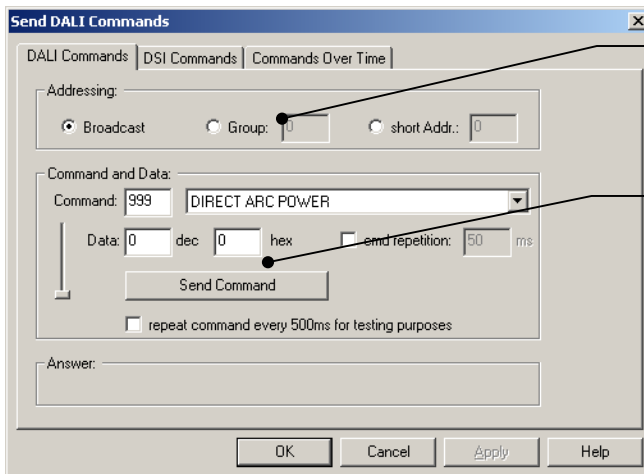 Send DALI Commands
DALI Commands DSI Commands Commands Over Time
Addressing:
Broadcast Group: 0 short Addr.: 0
Command and Data:
Command: 999 DIRECT ARC POWER
Data: 0 dec 0 hex cmd repetition: 50 ms
Send Command
repeat command every 500ms for testing purposes
Answer:
OK Cancel Apply Help